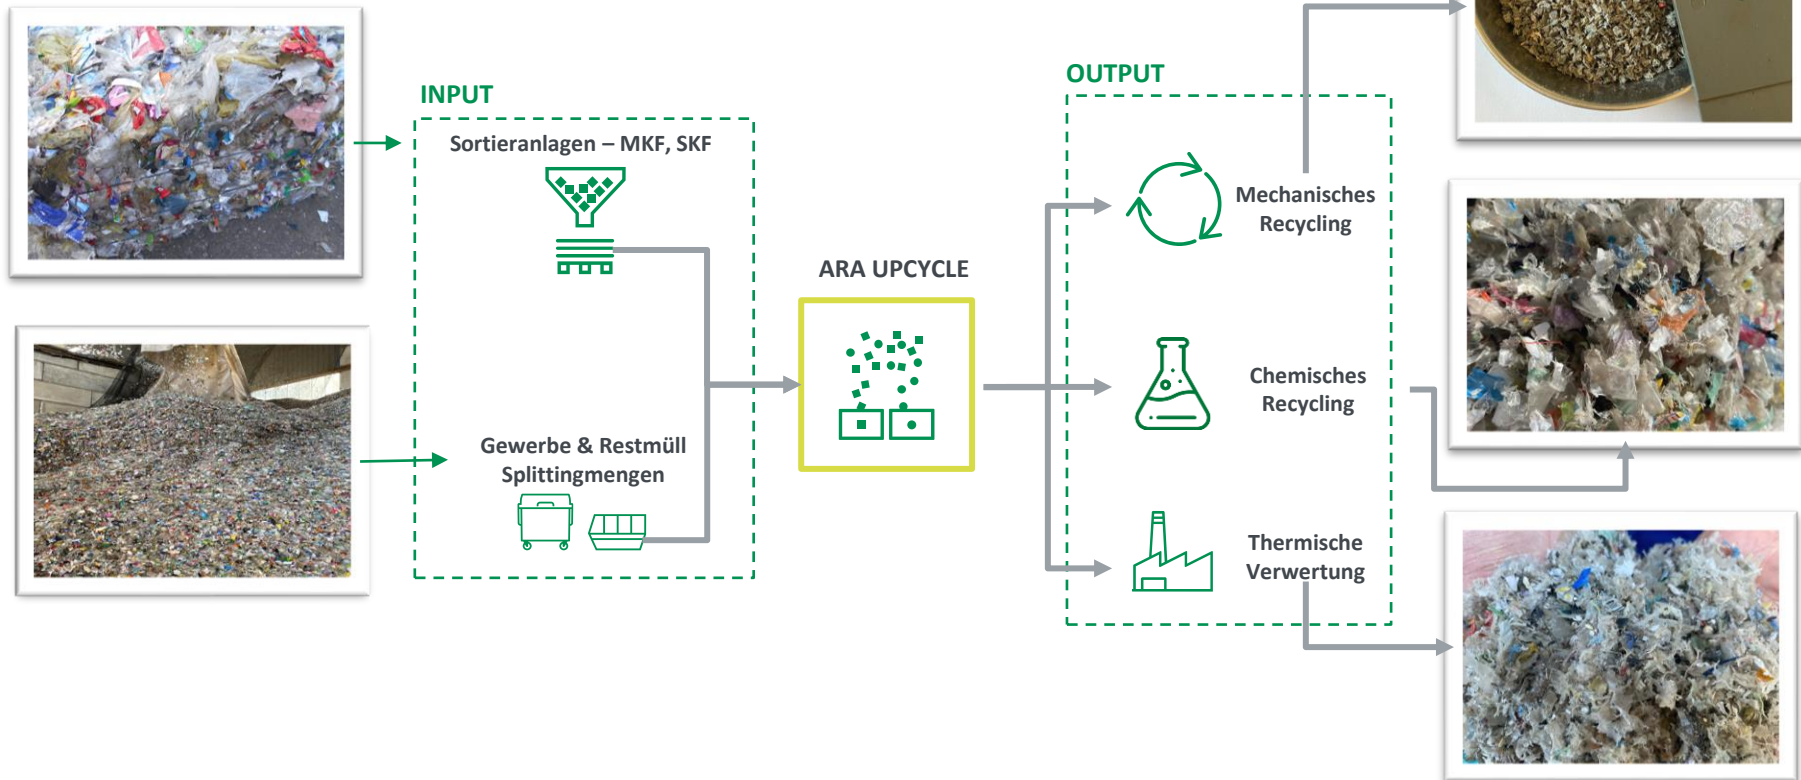 INPUT
Sortieranlagen – MKF, SKF
Gewerbe & Restmüll
Splittingmengen
ARA UPCYCLE
OUTPUT
Mechanisches
Recycling
Chemisches
Recycling
Thermische
Verwertung